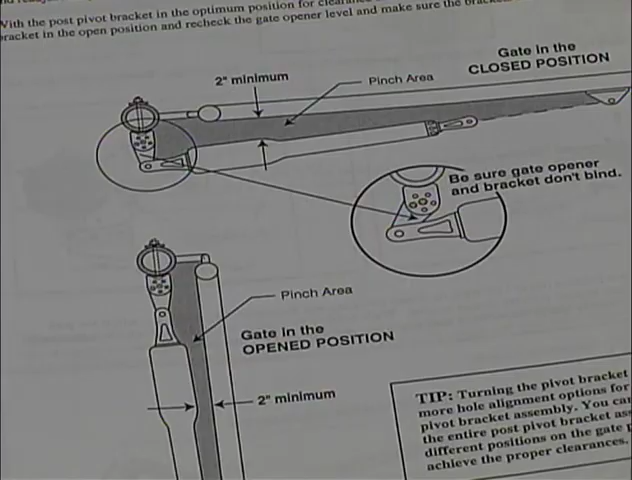 With the post pivot bracket in the optimum position for
bracket in the open position and recheck the gate opener level and make sure the
Gate in the
CLOSED POSITION
2" minimum
Pinch Area
Be sure gate opener
and bracket don't bind.
Pinch Area
Gate in the
OPENED POSITION
2" minimum
TIP: Turning the pivot bracket
more hole alignment options for
pivot bracket assembly. You can
the entire post pivot bracket
different positions on the gate
achieve the proper clearances.